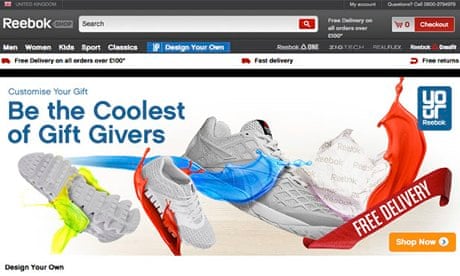 UNITED KINGDOM
My account
Questions? Call 0800-2794979
Reebok SHOP
Search
Free Delivery on all orders over £100*
0
Checkout
Men Women Kids Sport Classics Design Your Own
Reebok ONE ZIGTECH REALFLEX Reebok CrossFit
Free Delivery on all orders over £100*
Fast delivery
Free returns
Customise Your Gift
Be the Coolest
of Gift Givers
Reebok
FREE DELIVERY
Shop Now
Design Your Own